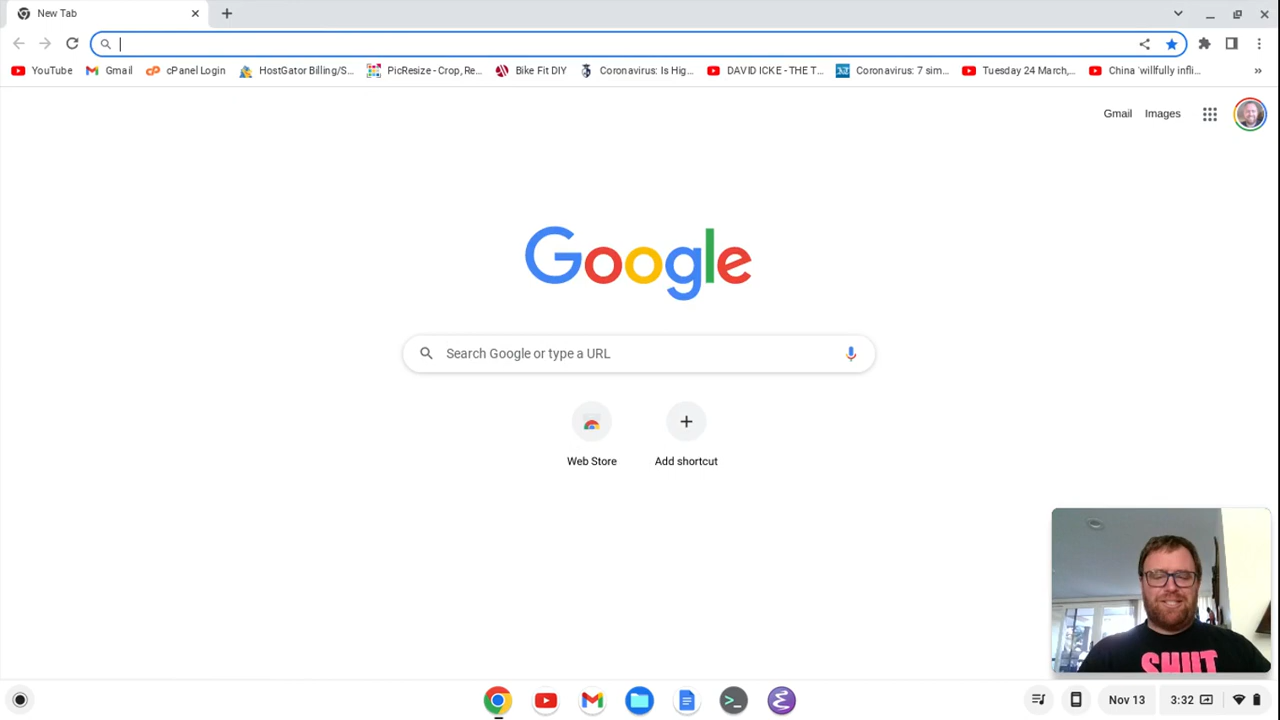 New Tab
YouTube Gmail cPanel Login HostGator Billing/S... PicResize - Crop, Re... Bike Fit DIY Coronavirus: Is Hig... DAVID ICKE - THE T... Coronavirus: 7 sim... Tuesday 24 March,... China 'willfully infli... »
Gmail Images
Google
Search Google or type a URL
Web Store Add shortcut
SHUT
Nov 13 3:32